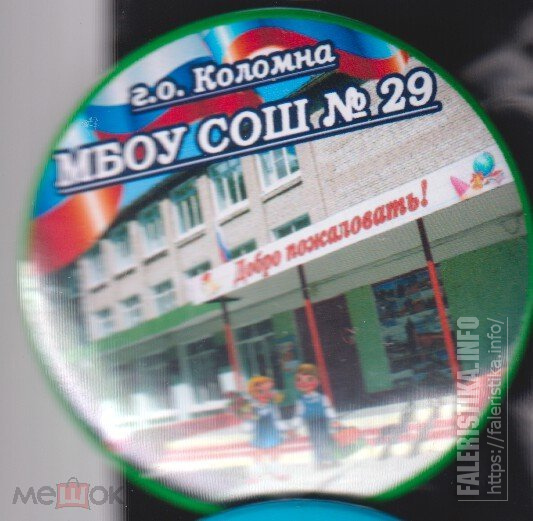 г.о. Коломна
МБОУ СОШ № 29
Добро пожаловать!
FALERISTIKA.INFO
https://faleristika.info/
мешок